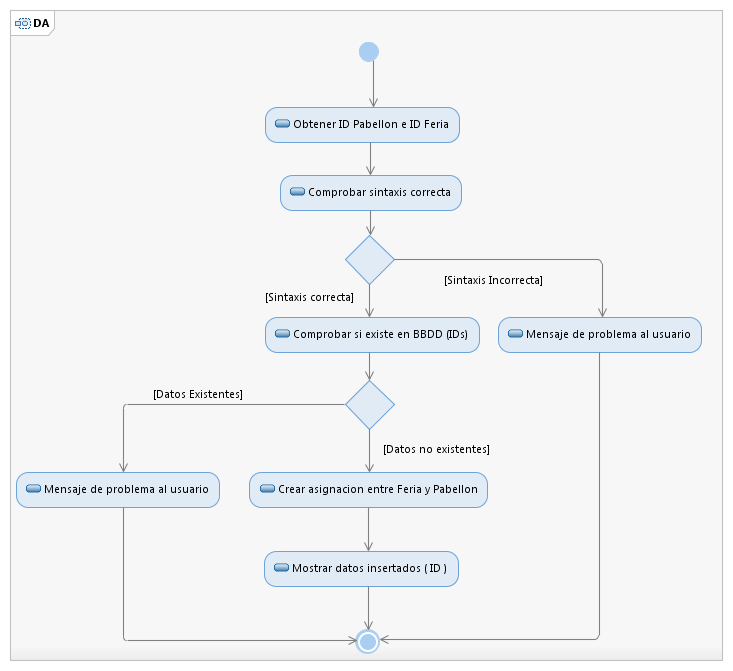 DA
Obtener ID Pabellon e ID Feria
Comprobar sintaxis correcta
[Sintaxis Incorrecta]
[Sintaxis correcta]
Comprobar si existe en BBDD (IDs)
Mensaje de problema al usuario
[Datos Existentes]
[Datos no existentes]
Mensaje de problema al usuario
Crear asignacion entre Feria y Pabellon
Mostrar datos insertados ( ID )